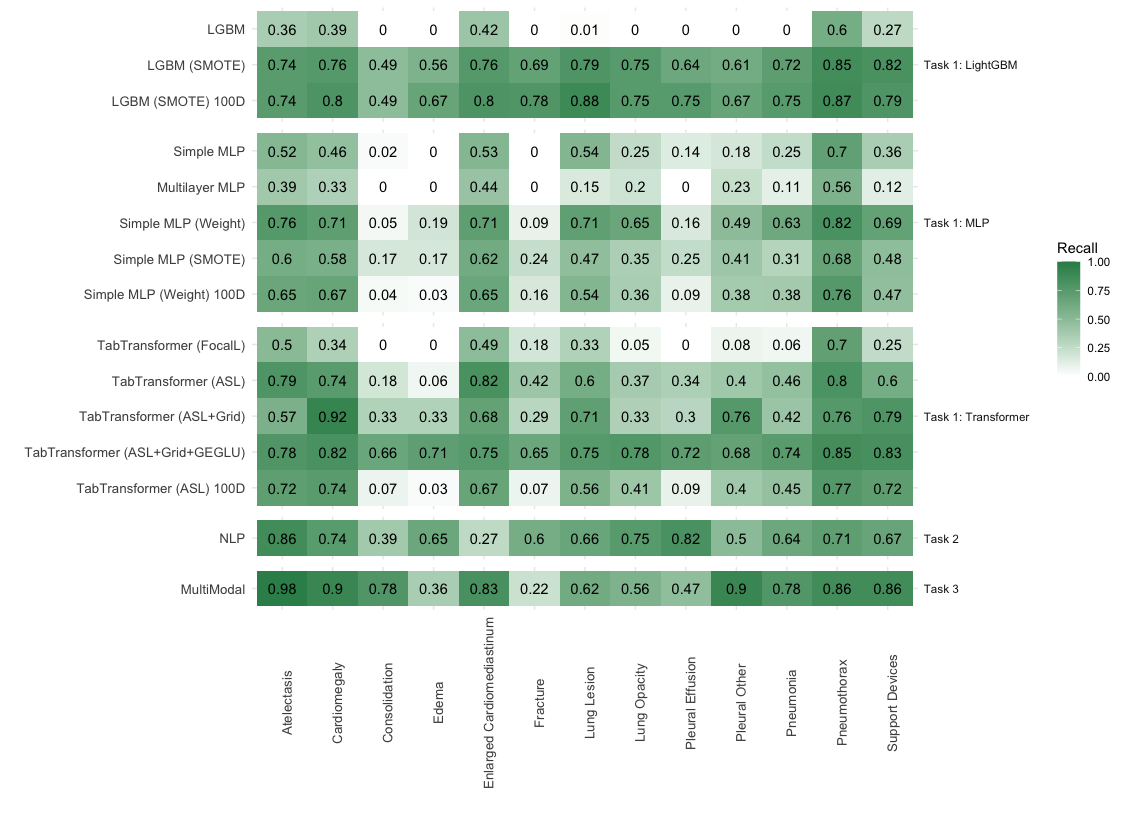 LGBM 0.36 0.39 0 0 0.42 0 0.01 0 0 0 0 0.6 0.27
LGBM (SMOTE) 0.74 0.76 0.49 0.56 0.76 0.69 0.79 0.75 0.64 0.61 0.72 0.85 0.82 Task 1: LightGBM
LGBM (SMOTE) 100D 0.74 0.8 0.49 0.67 0.8 0.78 0.88 0.75 0.75 0.67 0.75 0.87 0.79
Simple MLP 0.52 0.46 0.02 0 0.53 0 0.54 0.25 0.14 0.18 0.25 0.7 0.36
Multilayer MLP 0.39 0.33 0 0 0.44 0 0.15 0.2 0 0.23 0.11 0.56 0.12
Simple MLP (Weight) 0.76 0.71 0.05 0.19 0.71 0.09 0.71 0.65 0.16 0.49 0.63 0.82 0.69 Task 1: MLP
Simple MLP (SMOTE) 0.6 0.58 0.17 0.17 0.62 0.24 0.47 0.35 0.25 0.41 0.31 0.68 0.48
Simple MLP (Weight) 100D 0.65 0.67 0.04 0.03 0.65 0.16 0.54 0.36 0.09 0.38 0.38 0.76 0.47
TabTransformer (FocalL) 0.5 0.34 0 0 0.49 0.18 0.33 0.05 0 0.08 0.06 0.7 0.25
TabTransformer (ASL) 0.79 0.74 0.18 0.06 0.82 0.42 0.6 0.37 0.34 0.4 0.46 0.8 0.6
TabTransformer (ASL+Grid) 0.57 0.92 0.33 0.33 0.68 0.29 0.71 0.33 0.3 0.76 0.42 0.76 0.79 Task 1: Transformer
TabTransformer (ASL+Grid+GEGLU) 0.78 0.82 0.66 0.71 0.75 0.65 0.75 0.78 0.72 0.68 0.74 0.85 0.83
TabTransformer (ASL) 100D 0.72 0.74 0.07 0.03 0.67 0.07 0.56 0.41 0.09 0.4 0.45 0.77 0.72
NLP 0.86 0.74 0.39 0.65 0.27 0.6 0.66 0.75 0.82 0.5 0.64 0.71 0.67 Task 2
MultiModal 0.98 0.9 0.78 0.36 0.83 0.22 0.62 0.56 0.47 0.9 0.78 0.86 0.86 Task 3
Atelectasis
Cardiomegaly
Consolidation
Edema
Enlarged Cardiomediastinum
Fracture
Lung Lesion
Lung Opacity
Pleural Effusion
Pleural Other
Pneumonia
Pneumothorax
Support Devices
Recall
1.00
0.75
0.50
0.25
0.00